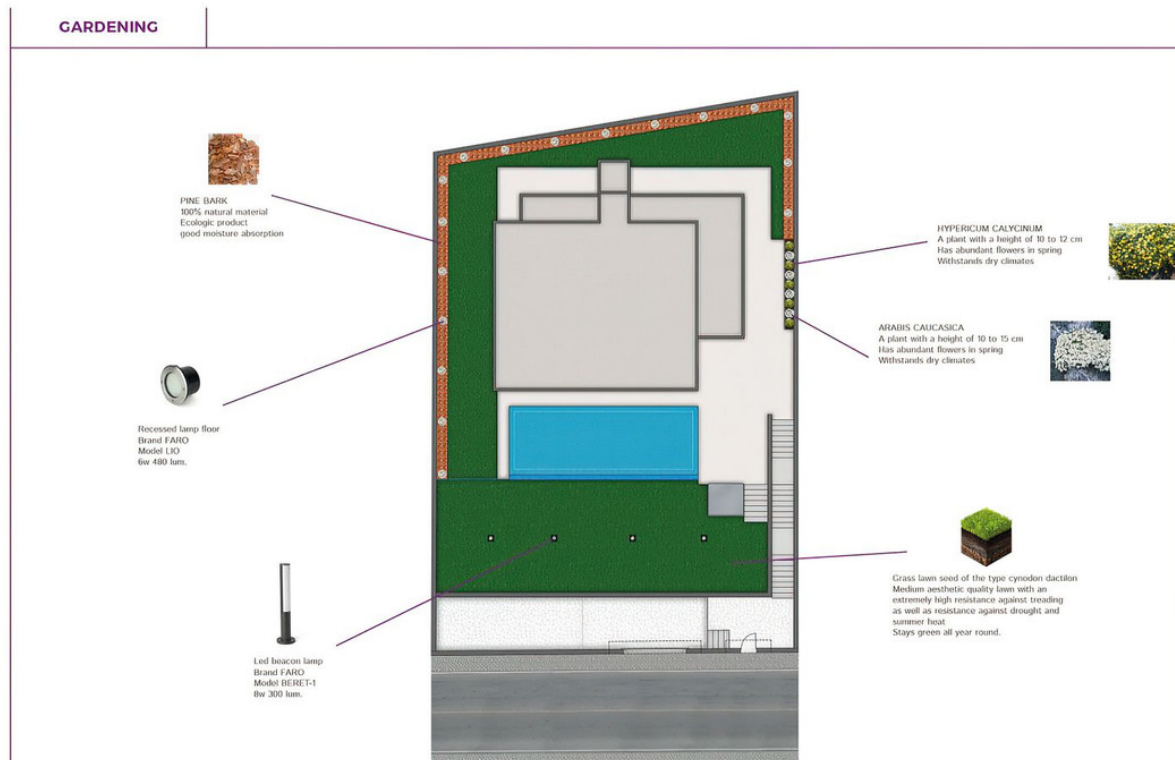 GARDENING
PINE BARK
100% natural material
Ecologic product
good moisture absorption
HYPERICUM CALYCINUM
A plant with a height of 10 to 12 cm
Has abundant flowers in spring
Withstands dry climates
ARABIS CAUCASICA
A plant with a height of 10 to 15 cm
Has abundant flowers in spring
Withstands dry climates
Recessed lamp floor
Brand FARO
Model LIO
6w 480 lum.
Grass lawn seed of the type cynodon dactilon
Medium aesthetic quality lawn with an
extremely high resistance against treading
as well as resistance against drought and
summer heat
Stays green all year round.
Led beacon lamp
Brand FARO
Model BERET-1
8w 300 lum.